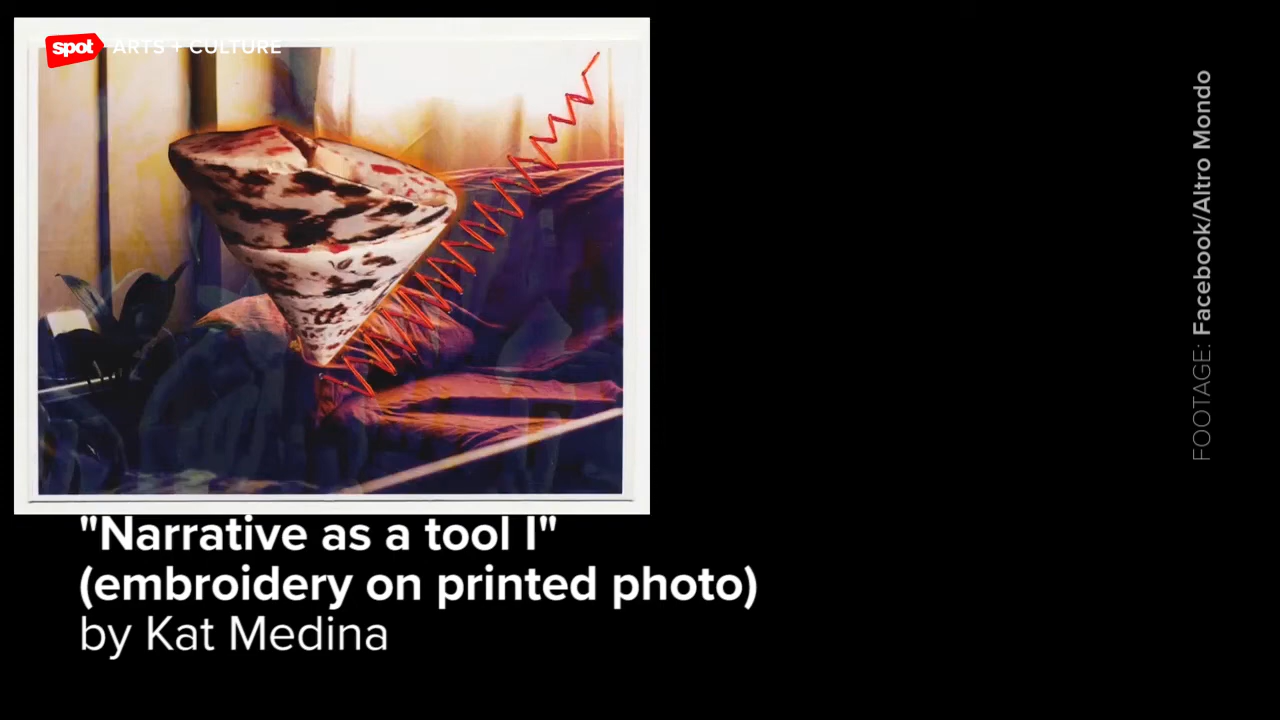 spot ARTS + CULTURE
"Narrative as a tool I"
(embroidery on printed photo)
by Kat Medina
FOOTAGE: Facebook/Altro Mondo